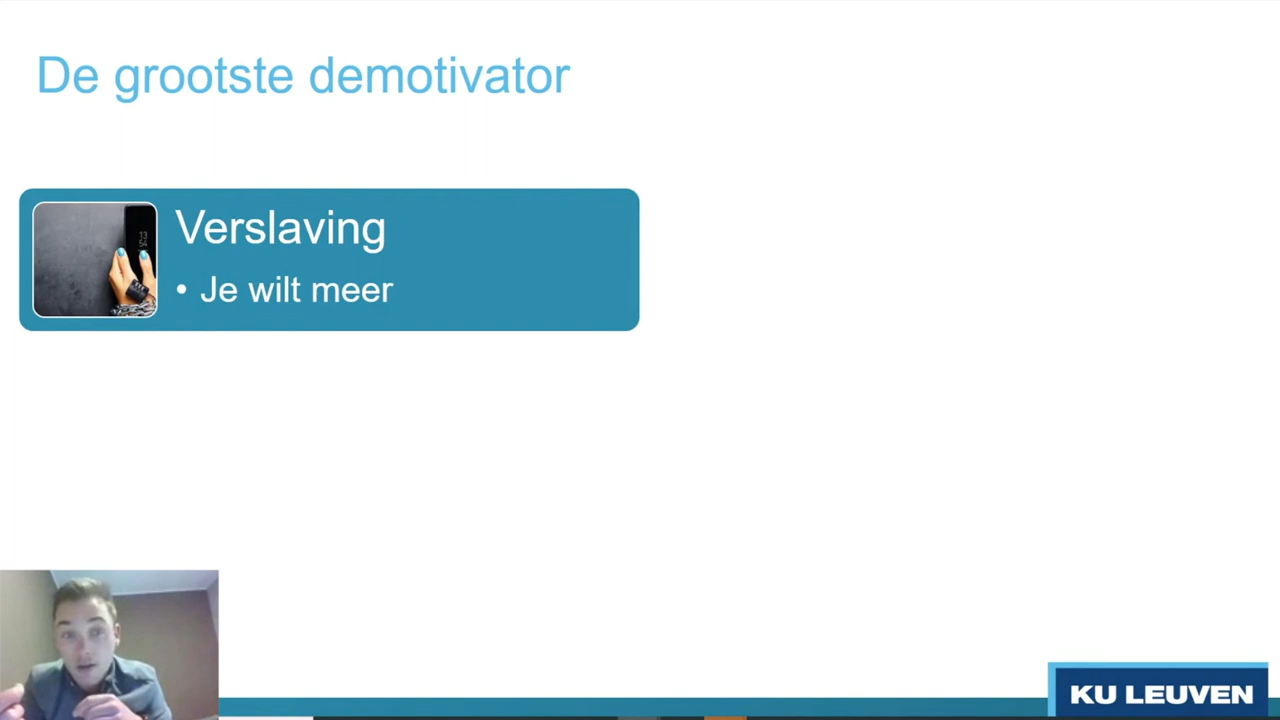 De grootste demotivator
Verslaving
• Je wilt meer
KU LEUVEN